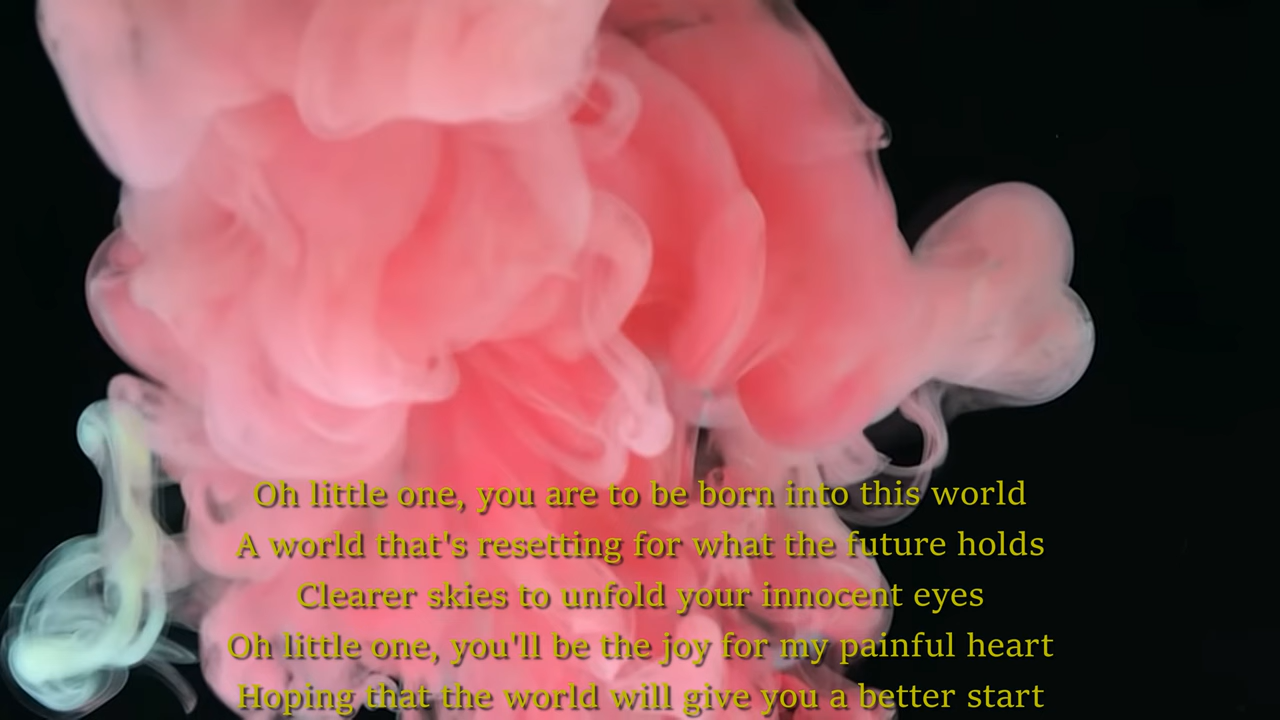 Oh little one, you are to be born into this world
A world that's resetting for what the future holds
Clearer skies to unfold your innocent eyes
Oh little one, you'll be the joy for my painful heart
Hoping that the world will give you a better start